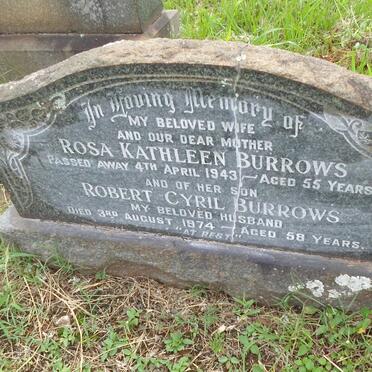 In Loving Memory of
MY BELOVED WIFE
AND OUR DEAR MOTHER
ROSA KATHLEEN BURROWS
PASSED AWAY 4TH APRIL 1943 - AGED 55 YEARS
AND OF HER SON
ROBERT CYRIL BURROWS
MY BELOVED HUSBAND
DIED 3RD AUGUST 1974 - AGED 58 YEARS.
"AT REST"